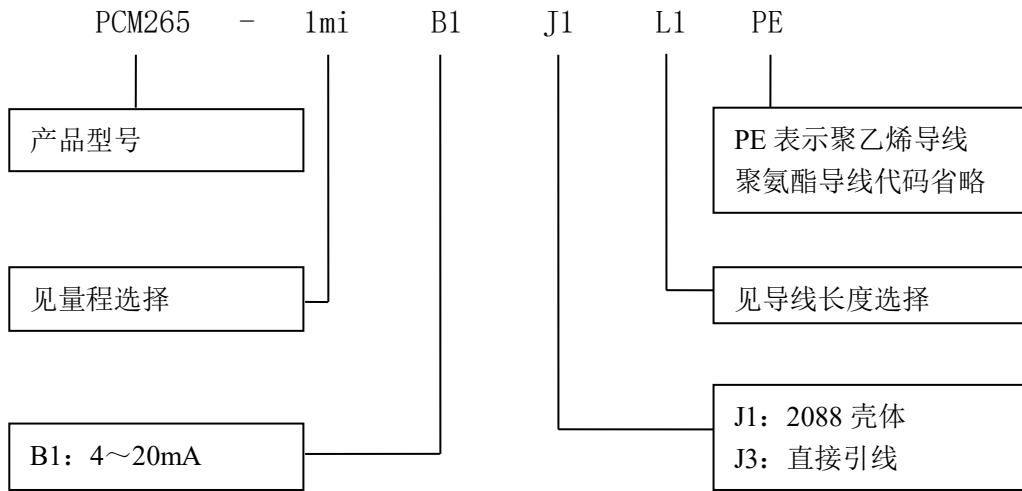 PCM265 - 1mi B1 J1 L1 PE
产品型号
PE 表示聚乙烯导线
聚氨酯导线代码省略
见量程选择
见导线长度选择
B1：4～20mA
J1：2088 壳体
J3：直接引线